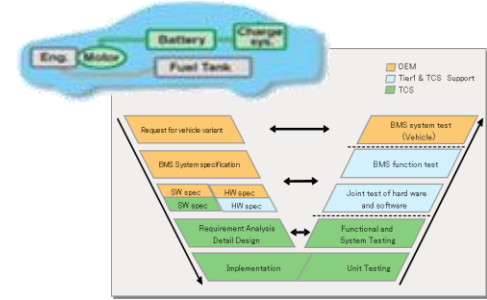 Battery
Charge
sys.
Eng.
Motor
Fuel Tank
OEM
Tier1 & TCS Support
TCS
Request for vehicle variant
BMS system test
(Vehicle)
BMS System specification
BMS function test
SW spec
HW spec
SW spec
HW spec
Joint test of hard ware
and software
Requirement Analysis
Detail Design
Functional and
System Testing
Implementation
Unit Testing